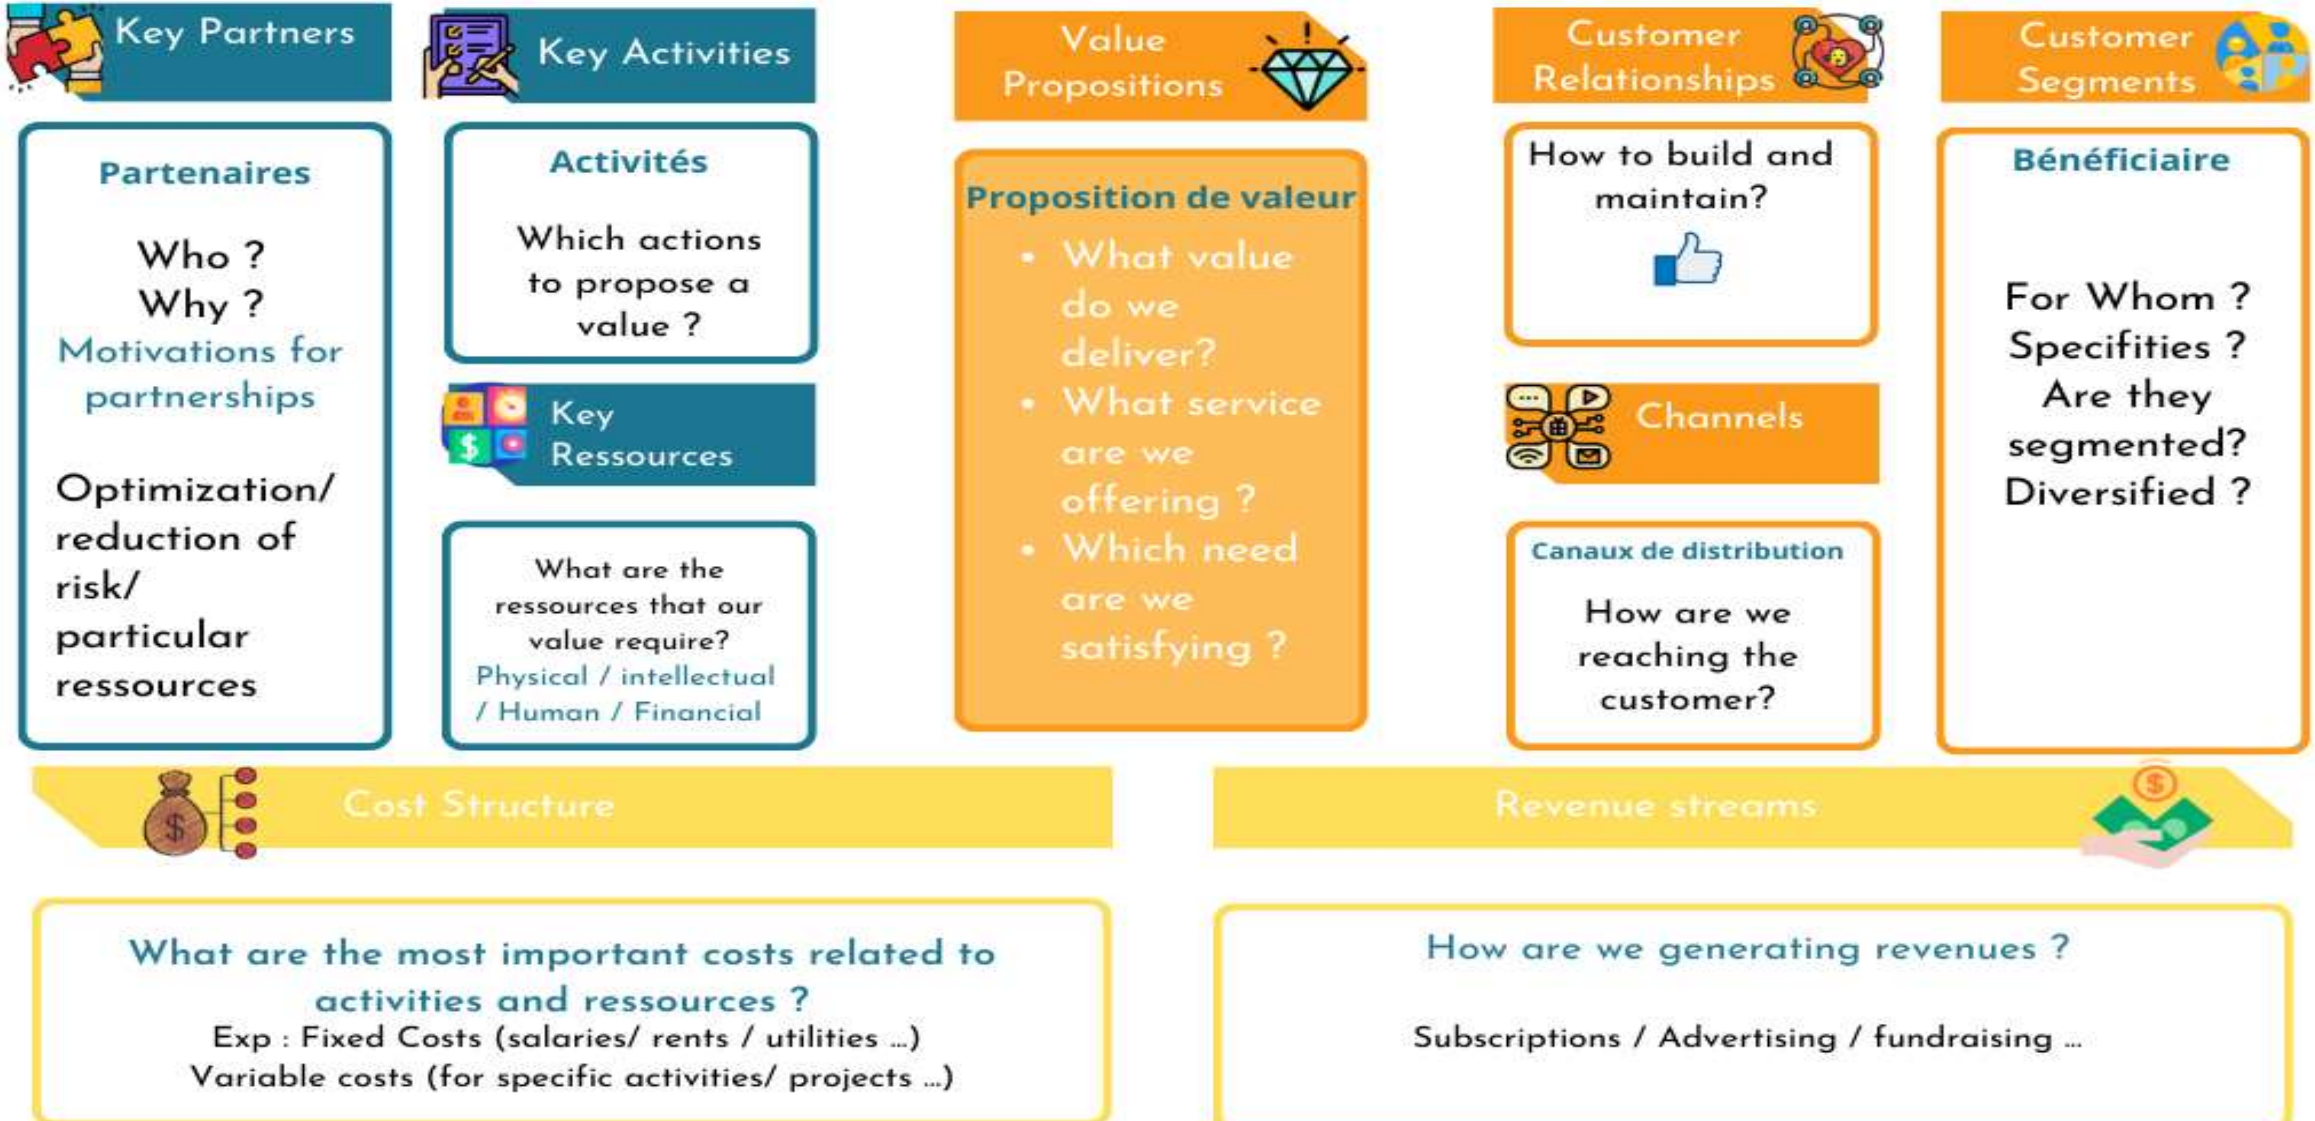 Key Partners
Partenaires
Who ?
Why ?
Motivations for
partnerships
Optimization/
reduction of
risk/
particular
ressources
Key Activities
Activités
Which actions
to propose a
value ?
Key
Ressources
What are the
ressources that our
value require?
Physical / intellectual
/ Human / Financial
Value
Propositions
Proposition de valeur
• What value
do we
deliver?
• What service
are we
offering ?
• Which need
are we
satisfying ?
Customer
Relationships
How to build and
maintain?
Channels
Canaux de distribution
How are we
reaching the
customer?
Customer
Segments
Bénéficiaire
For Whom ?
Specifities ?
Are they
segmented?
Diversified ?
Cost Structure
What are the most important costs related to
activities and ressources ?
Exp : Fixed Costs (salaries/ rents / utilities ...)
Variable costs (for specific activities/ projects ...)
Revenue streams
How are we generating revenues ?
Subscriptions / Advertising / fundraising ...